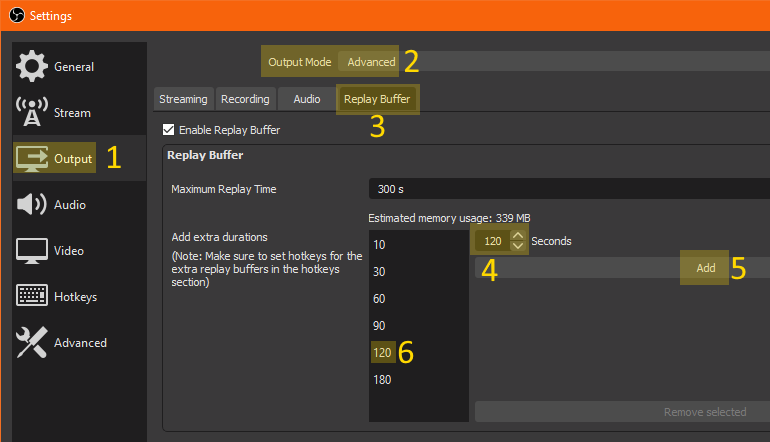 Settings
General
Output Mode Advanced 2
Streaming Recording Audio Replay Buffer
Stream
3
Enable Replay Buffer
Output 1
Replay Buffer
Maximum Replay Time 300 s
Audio
Estimated memory usage: 339 MB
Add extra durations
10
120 Seconds
Video
(Note: Make sure to set hotkeys for the
extra replay buffers in the hotkeys
section)
30
4
Add 5
Hotkeys
60
90
Advanced
120 6
180
Remove selected